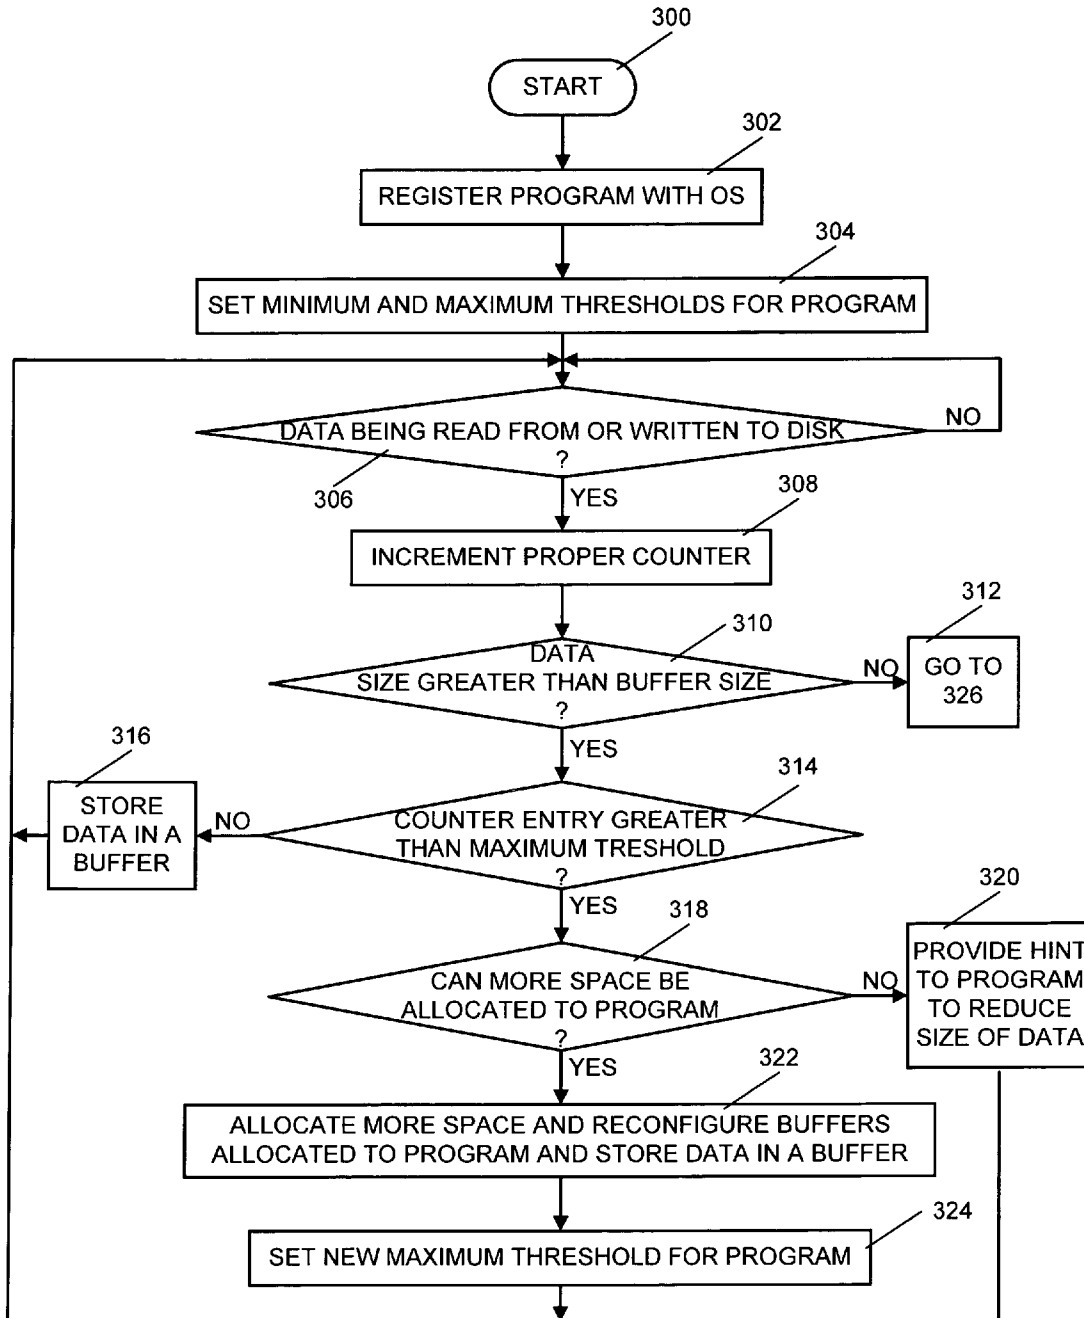 300
START
302
REGISTER PROGRAM WITH OS
304
SET MINIMUM AND MAXIMUM THRESHOLDS FOR PROGRAM
DATA BEING READ FROM OR WRITTEN TO DISK
?
NO
306
YES
308
INCREMENT PROPER COUNTER
310
DATA
SIZE GREATER THAN BUFFER SIZE
?
NO
312
GO TO
326
YES
314
COUNTER ENTRY GREATER
THAN MAXIMUM TRESHOLD
?
NO
316
STORE
DATA IN A
BUFFER
YES
318
CAN MORE SPACE BE
ALLOCATED TO PROGRAM
?
NO
320
PROVIDE HINT
TO PROGRAM
TO REDUCE
SIZE OF DATA
YES
322
ALLOCATE MORE SPACE AND RECONFIGURE BUFFERS
ALLOCATED TO PROGRAM AND STORE DATA IN A BUFFER
324
SET NEW MAXIMUM THRESHOLD FOR PROGRAM